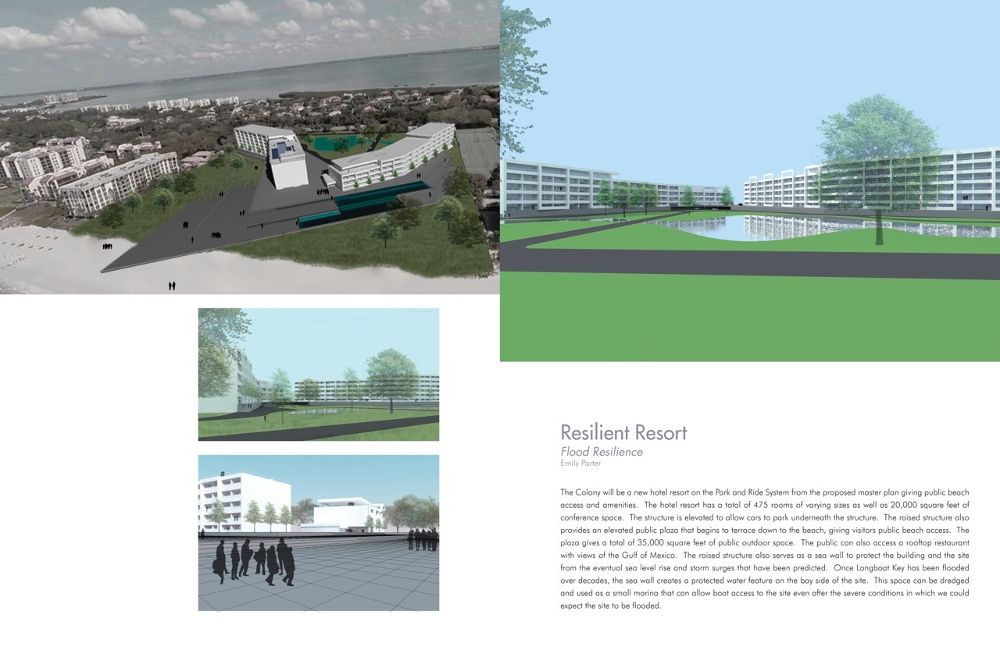 Resilient Resort
Flood Resilience
Emily Porter
The Colony will be a new hotel resort on the Park and Ride System from the proposed master plan giving public beach
access and amenities.  The hotel resort has a total of 475 rooms of varying sizes as well as 20,000 square feet of
conference space.  The structure is elevated to allow cars to park underneath the structure.  The raised structure also
provides an elevated public plaza that begins to terrace down to the beach, giving visitors public beach access.  The
plaza gives a total of 35,000 square feet of public outdoor space.  The public can also access a rooftop restaurant
with views of the Gulf of Mexico.  The raised structure also serves as a sea wall to protect the building and the site
from the eventual sea level rise and storm surges that have been predicted.  Once Longboat Key has been flooded
over decades, the sea wall creates a protected water feature on the bay side of the site.  This space can be dredged
and used as a small marina that can allow boat access to the site even after the severe conditions in which we could
expect the site to be flooded.